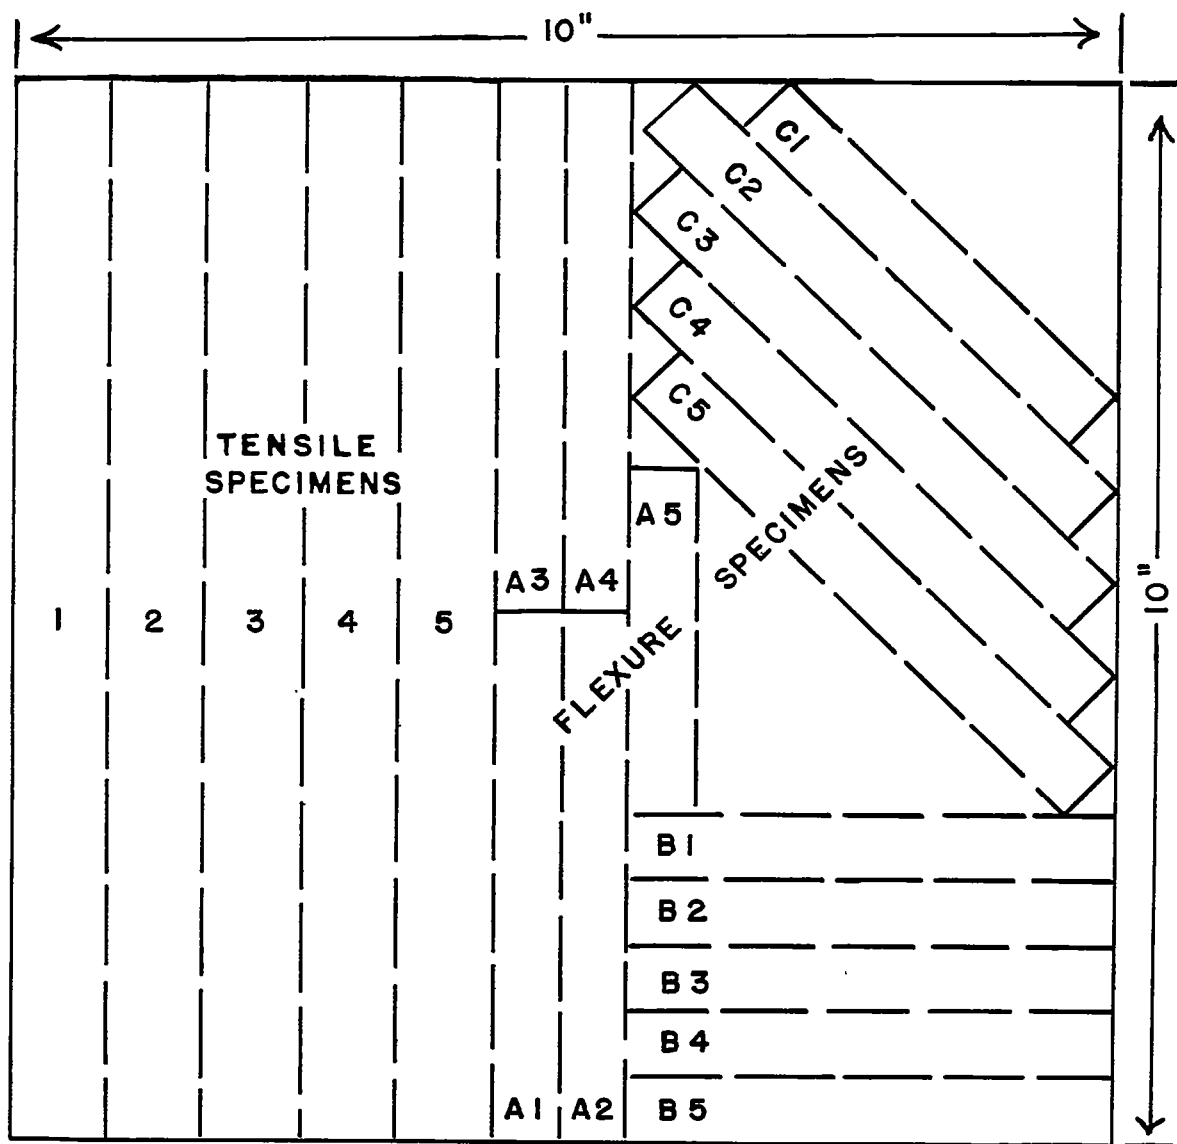 10"
C1
C2
C3
C4
C5
TENSILE
SPECIMENS
A5
SPECIMENS
A3
A4
10"
1
2
3
4
5
FLEXURE
B1
B2
B3
B4
A1
A2
B5